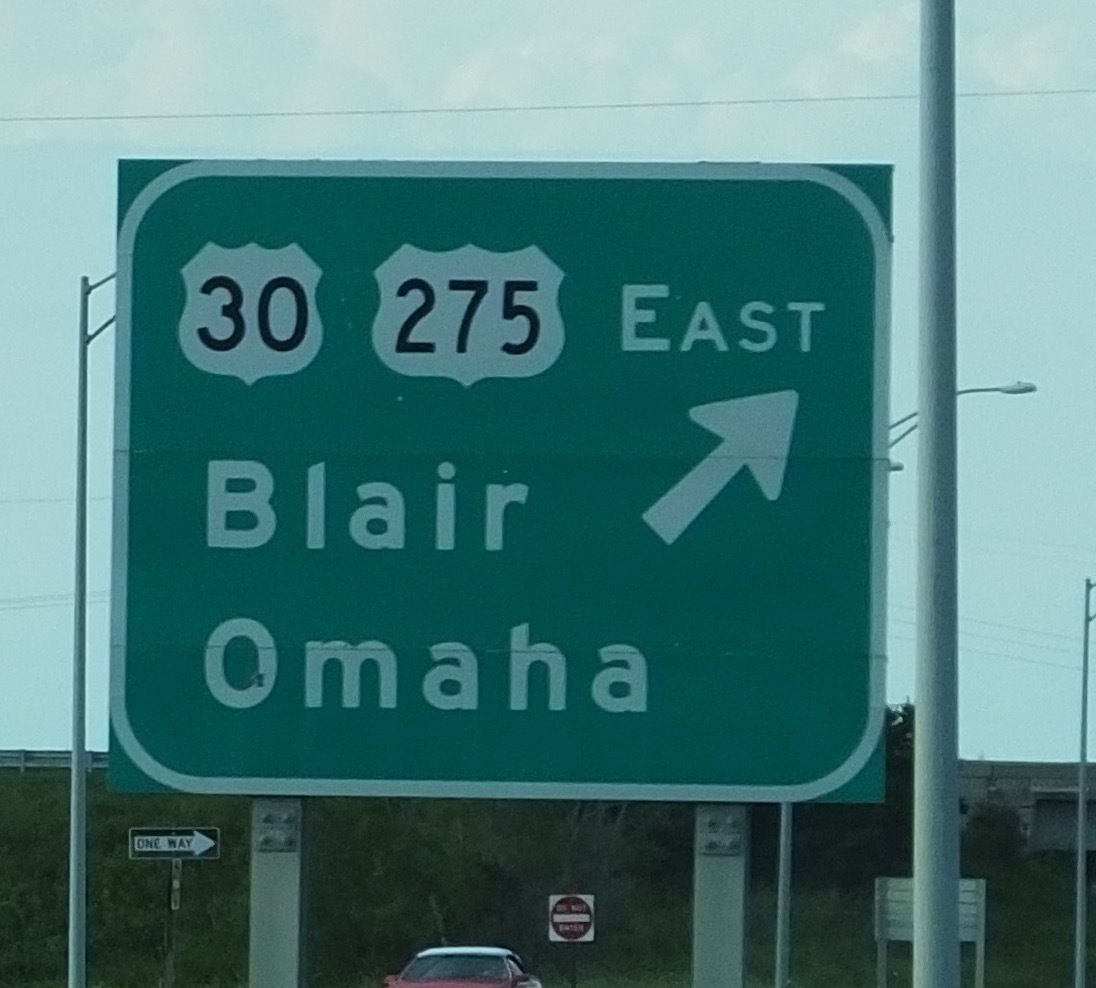 30 275 EAST
Blair
Omaha
ONE WAY
DO NOT
ENTER